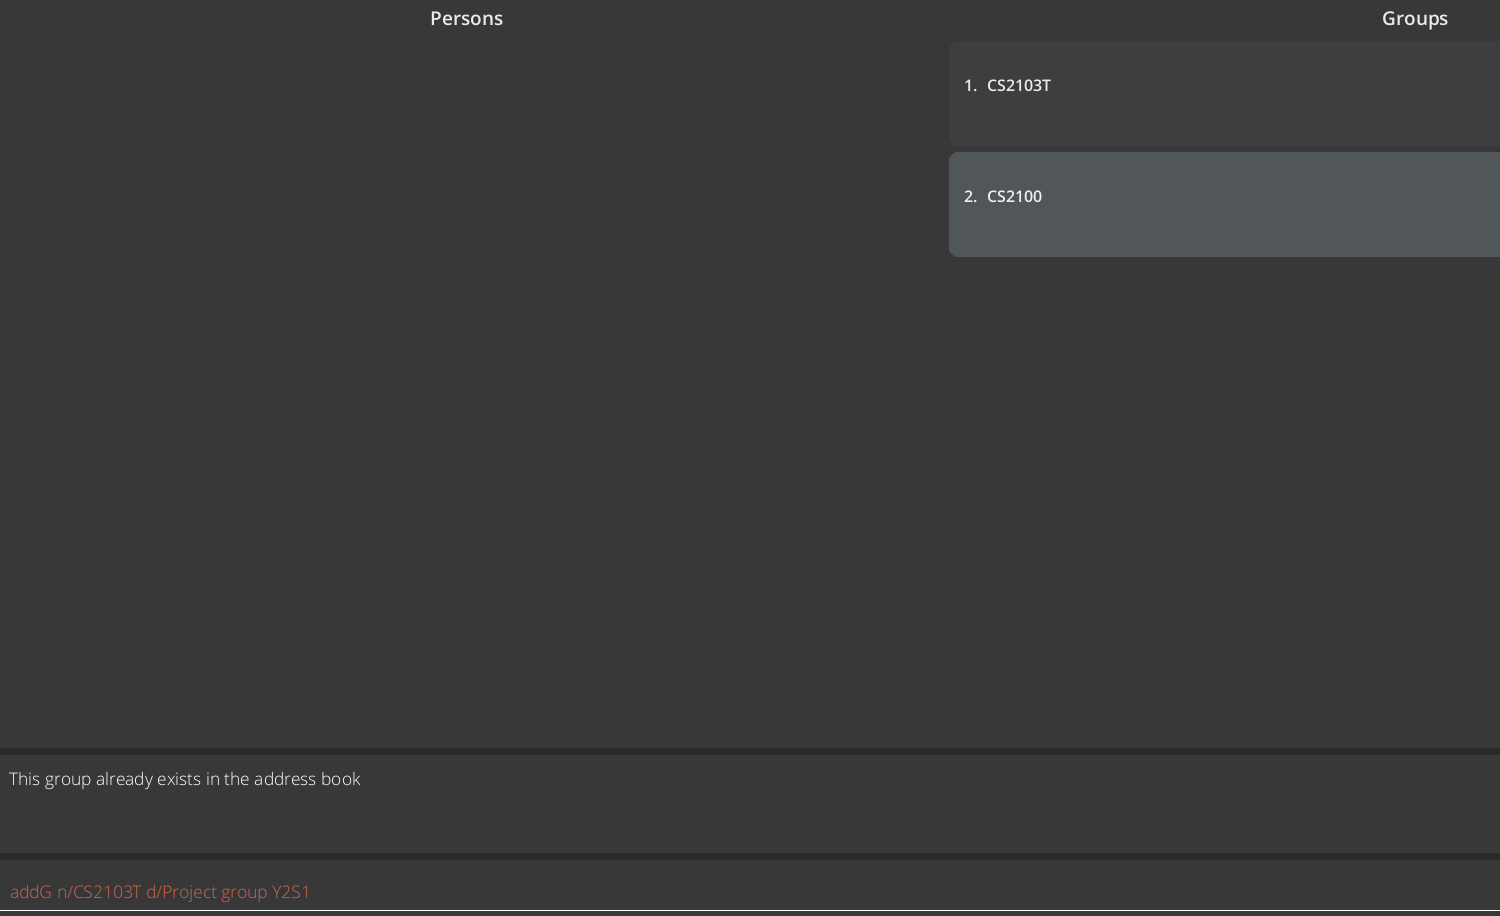 Persons
Groups
1. CS2103T
2. CS2100
This group already exists in the address book
addG n/CS2103T d/Project group Y2S1